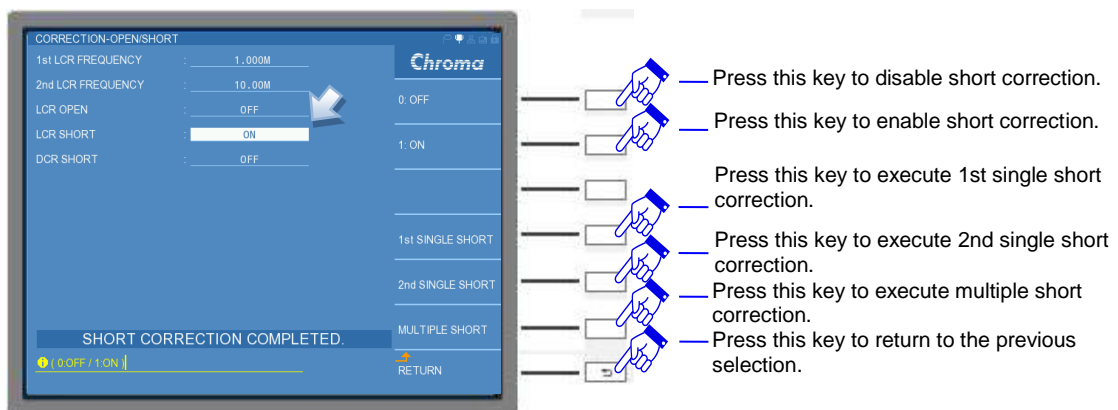 CORRECTION-OPEN/SHORT
1st LCR FREQUENCY : 1.000M
2nd LCR FREQUENCY : 10.00M
LCR OPEN : OFF
LCR SHORT : ON
DCR SHORT : OFF
SHORT CORRECTION COMPLETED.
( 0:OFF / 1:ON )
Chroma
0: OFF
1: ON
1st SINGLE SHORT
2nd SINGLE SHORT
MULTIPLE SHORT
RETURN
Press this key to disable short correction.
Press this key to enable short correction.
Press this key to execute 1st single short
correction.
Press this key to execute 2nd single short
correction.
Press this key to execute multiple short
correction.
Press this key to return to the previous
selection.